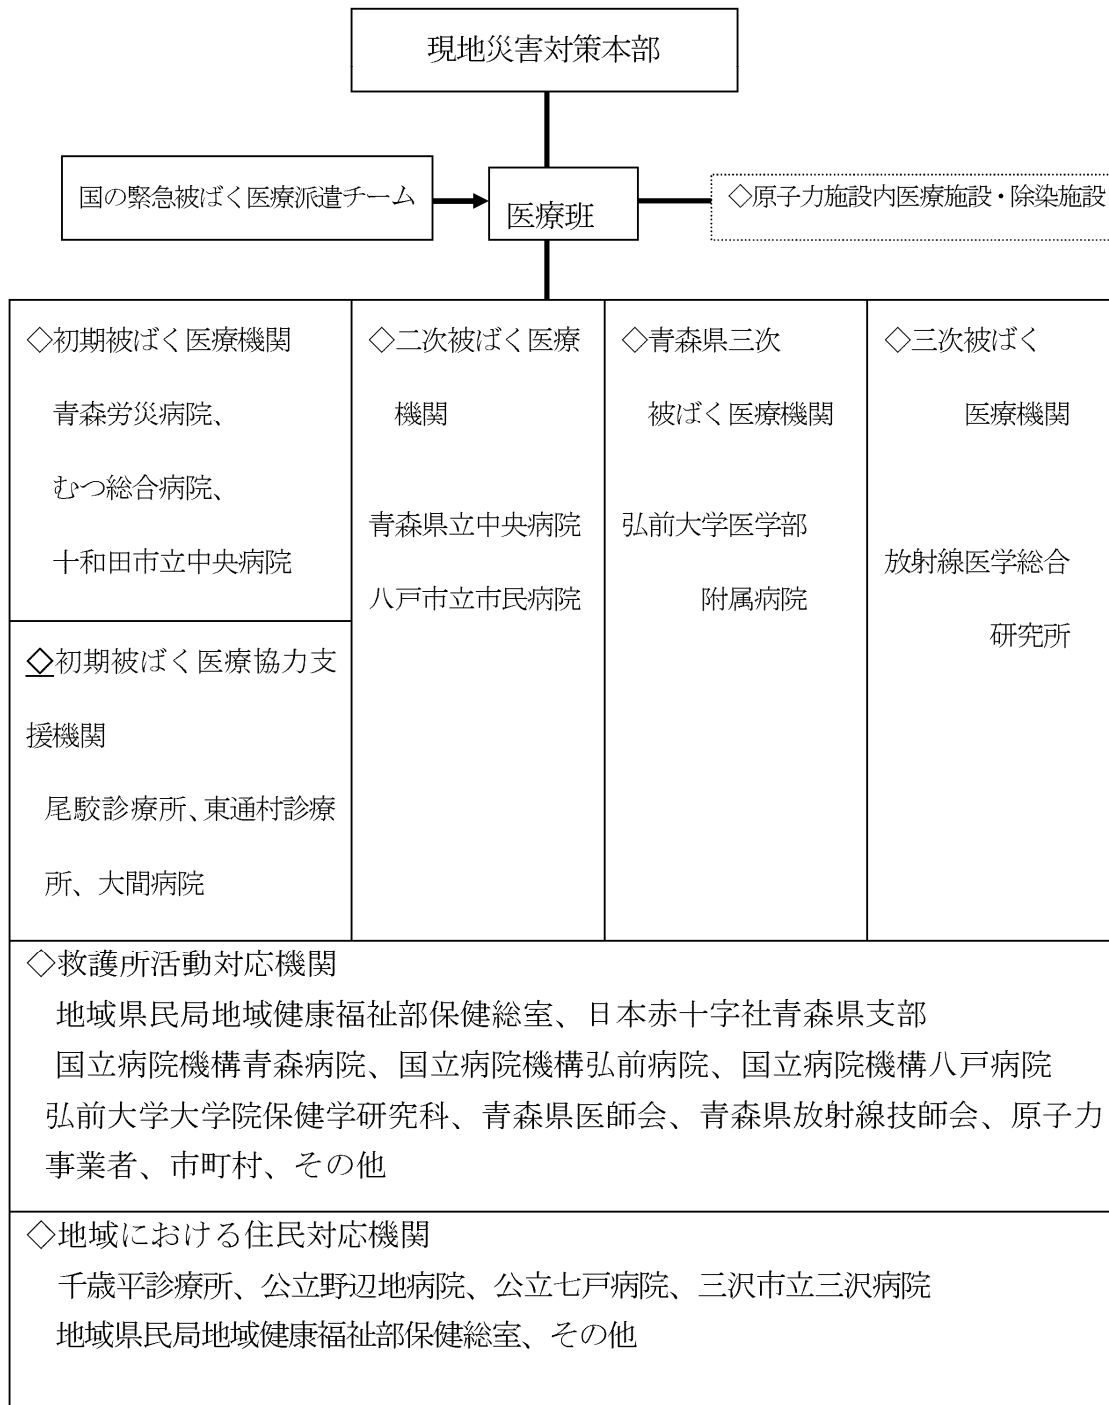 現地災害対策本部
国の緊急被ばく医療派遣チーム
医療班
◇原子力施設内医療施設・除染施設
◇初期被ばく医療機関
青森労災病院、
むつ総合病院、
十和田市立中央病院
◇初期被ばく医療協力支
援機関
尾駮診療所、東通村診療
所、大間病院
◇二次被ばく医療
機関
青森県立中央病院
八戸市立市民病院
◇青森県三次
被ばく医療機関
弘前大学医学部
附属病院
◇三次被ばく
医療機関
放射線医学総合
研究所
◇救護所活動対応機関
地域県民局地域健康福祉部保健総室、日本赤十字社青森県支部
国立病院機構青森病院、国立病院機構弘前病院、国立病院機構八戸病院
弘前大学大学院保健学研究科、青森県医師会、青森県放射線技師会、原子力
事業者、市町村、その他
◇地域における住民対応機関
千歳平診療所、公立野辺地病院、公立七戸病院、三沢市立三沢病院
地域県民局地域健康福祉部保健総室、その他